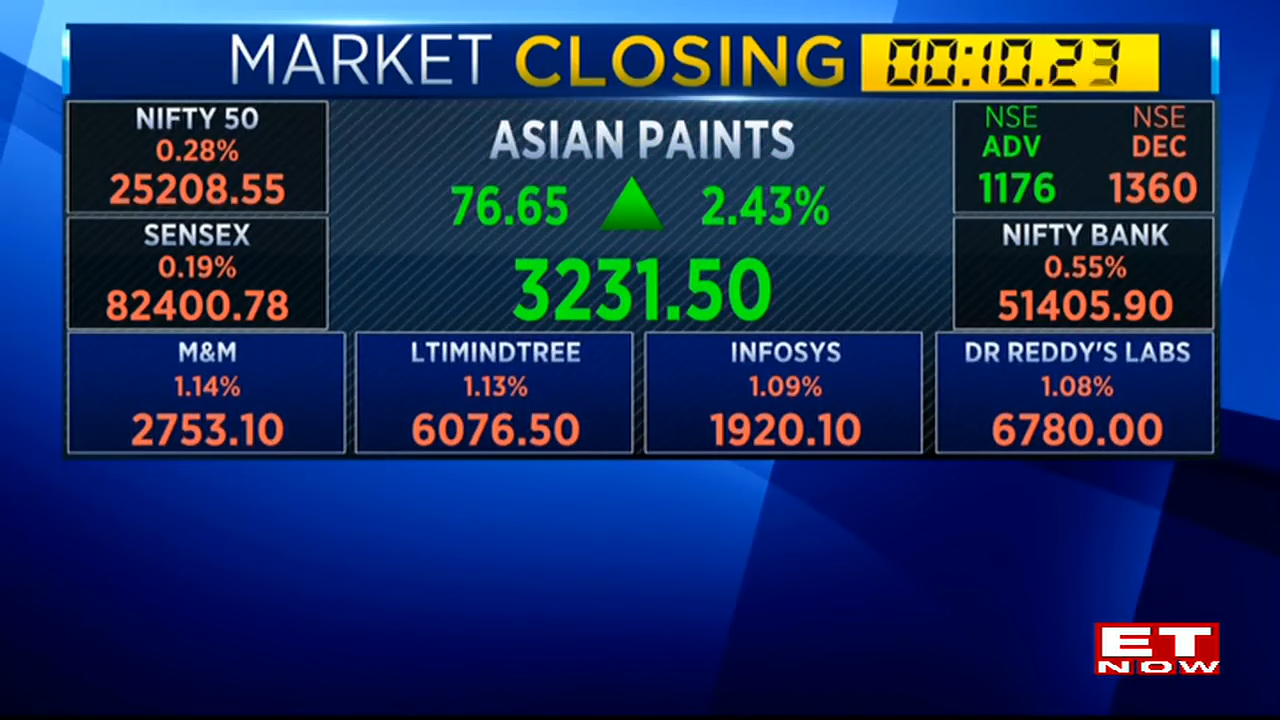 MARKET CLOSING 00:10.23
NIFTY 50
0.28%
25208.55
SENSEX
0.19%
82400.78
ASIAN PAINTS
76.65 2.43%
3231.50
NSE NSE
ADV DEC
1176 1360
NIFTY BANK
0.55%
51405.90
M&M
1.14%
2753.10
LTIMINDTREE
1.13%
6076.50
INFOSYS
1.09%
1920.10
DR REDDY'S LABS
1.08%
6780.00
ET
NOW